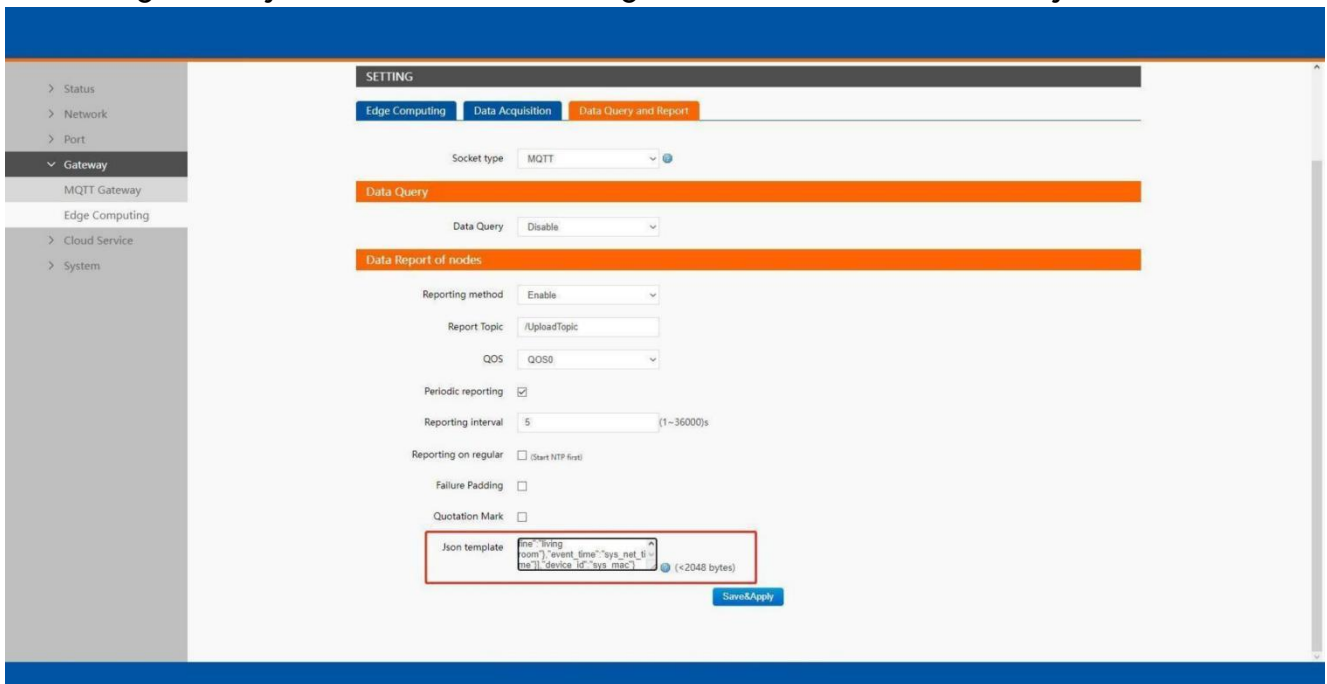 SETTING
Status
Network
Port
Gateway
MQTT Gateway
Edge Computing
Cloud Service
System
Edge Computing Data Acquisition Data Query and Report
Socket type MQTT
Data Query
Data Query Disable
Data Report of nodes
Reporting method Enable
Report Topic /UploadTopic
QOS QOS0
Periodic reporting
Reporting interval 5 (1~36000)s
Reporting on regular (Start NTP first)
Failure Padding
Quotation Mark
Json template
fine":"living
room"},"event_time":"sys_net_ti
me"}],"device_id":"sys_mac"}
(<2048 bytes)
Save&Apply